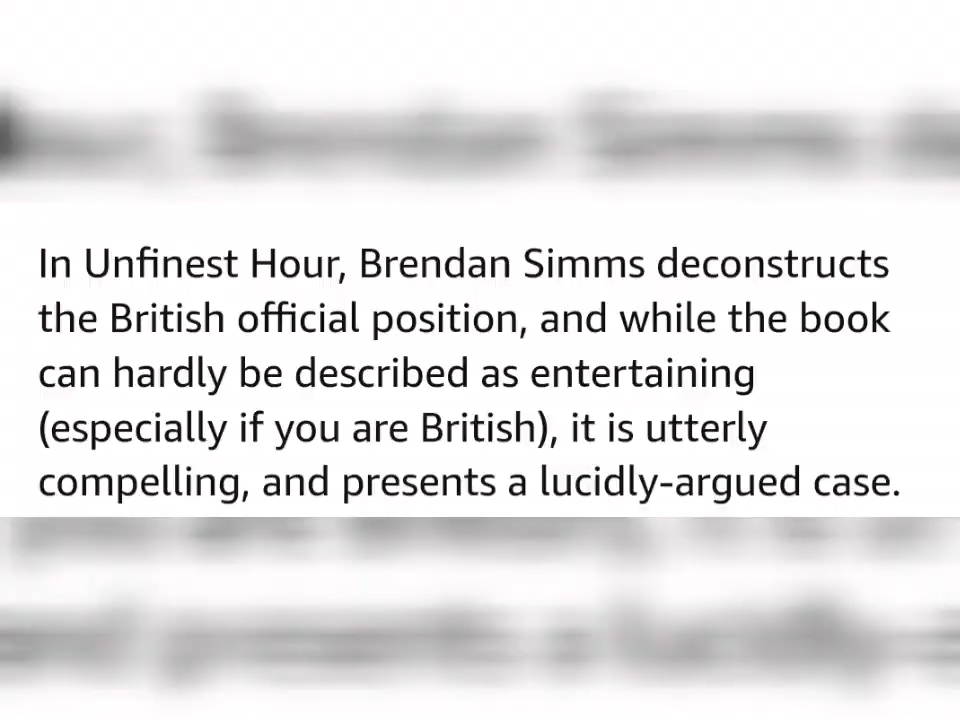 In Unfinest Hour, Brendan Simms deconstructs
the British official position, and while the book
can hardly be described as entertaining
(especially if you are British), it is utterly
compelling, and presents a lucidly-argued case.